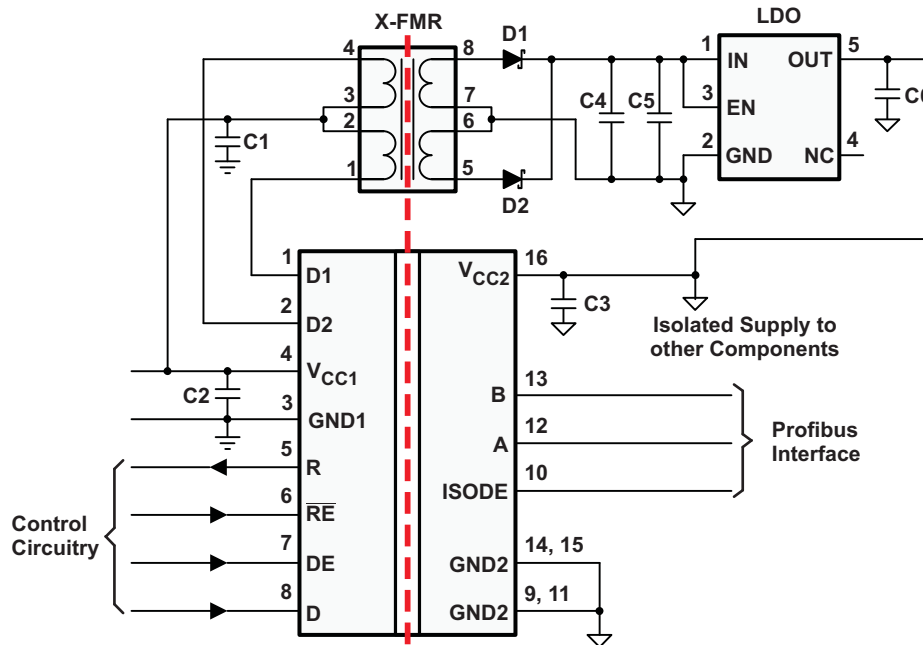 X-FMR
LDO
D1
4
8
1
5
IN
OUT
3
7
C4
C5
3
EN
2
6
C1
2
4
GND
NC
1
5
D2
1
D1
16
VCC2
2
D2
C3
Isolated Supply to
other Components
4
VCC1
C2
13
B
3
GND1
12
A
Profibus
Interface
5
R
10
ISODE
6
RE
Control
Circuitry
7
DE
14, 15
GND2
8
D
9, 11
GND2